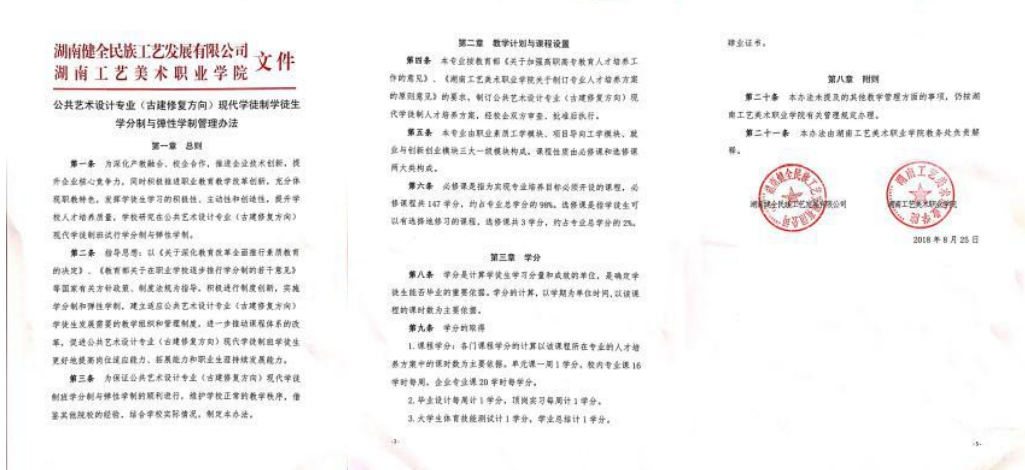 湖南健全民族工艺发展有限公司
湖南工艺美术职业学院
文件
公共艺术设计专业（古建修复方向）现代学徒制学徒生
学分制与弹性学制管理办法
第一章 总则
第一条 为深化产教融合、校企合作，推进企业技术创新，提
升企业核心竞争力。同时积极推进职业教育教学改革创新，充分体
现职教特色，发挥学徒生学习的积极性、主动性和创造性，提升学
校人才培养质量。学校研究在公共艺术设计专业（古建修复方向）
现代学徒制班试行学分制与弹性学制。
第二条 指导思想：以《关于深化教育改革全面推行素质教育
的决定》、《教育部关于在职业学校逐步推行学分制的若干意见》
等国家有关方针政策、制度法规为指导，积极进行制度创新，实施
学分制和弹性学制，建立适应公共艺术设计专业（古建修复方向）
学徒生发展需要的教学组织和管理制度，进一步推动课程体系的改
革，促进公共艺术设计专业（古建修复方向）现代学徒制班学徒生
更好地提高岗位适应能力、拓展能力和职业生涯持续发展能力。
第三条 为保证公共艺术设计专业（古建修复方向）现代学徒
制班学分制与弹性学制的顺利进行，维护学校正常的教学秩序，借
鉴其他院校的经验，结合学校实际情况，制定本办法。
第二章 教学计划与课程设置
第四条 本专业按教育部《关于加强高职高专教育人才培养工
作的意见》、《湖南工艺美术职业学院关于制订专业人才培养方案
的原则意见》的要求，制订公共艺术设计专业（古建修复方向）现
代学徒制人才培养方案，经校企双方审查、批准后执行。
第五条 本专业由职业素质工学模块、项目导向工学模块、就
业与创新创业模块三大一级模块构成，课程性质由必修课和选修课
两大类构成。
第六条 必修课是指为实现专业培养目标必须开设的课程，必
修课程共 147 学分，约占专业总学分的 98%。选修课是指学徒生可
以有选择地修习的课程。选修课共 3 学分，约占专业总学分的 2%。
第三章 学分
第八条 学分是计算学徒生学习分量和成效的单位，是确定学
徒生能否毕业的重要依据。学分的计算，以学期为单位时间，以该课
程的课时数为主要依据。
第九条 学分的取得
1.课程学分：各门课程学分的计算以该课程所在专业的人才培
养方案中的课时数为主要依据。单元课一周 1 学分，校内专业课 16
学时每周，企业专业课 20 学时每学分。
2.毕业设计每周计 1 学分，顶岗实习每周计 1 学分。
3.大学生体育技能测试计 1 学分，学业总结计 1 学分。
-2-
肄业证书。
第八章 附则
第二十条 本办法未提及的其他教学管理方面的事项，仍按湖
南工艺美术职业学院有关管理规定办理。
第二十一条 本办法由湖南工艺美术职业学院教务处负责解
释。
湖南健全民族工艺发展有限公司
湖南工艺美术职业学院
2018 年 8 月 25 日
-5-